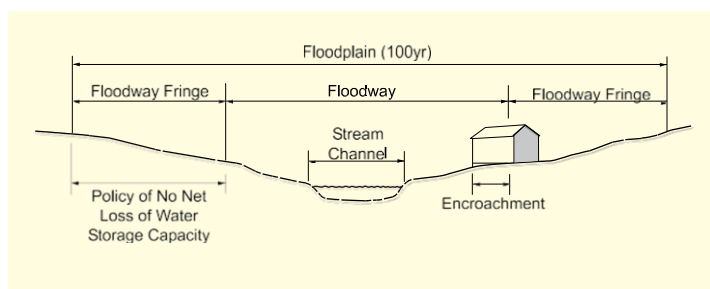 Floodplain (100yr)
Floodway Fringe
Floodway
Floodway Fringe
Stream
Channel
Policy of No Net
Loss of Water
Storage Capacity
Encroachment